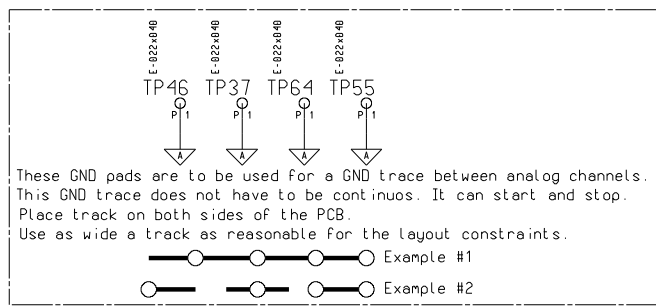 E-022x040 E-022x040 E-022x040 E-022x040
TP46 TP37 TP64 TP55
P 1 P 1 P 1 P 1
A A A A
These GND pads are to be used for a GND trace between analog channels.
This GND trace does not have to be continuos. It can start and stop.
Place track on both sides of the PCB.
Use as wide a track as reasonable for the layout constraints.
Example #1
Example #2